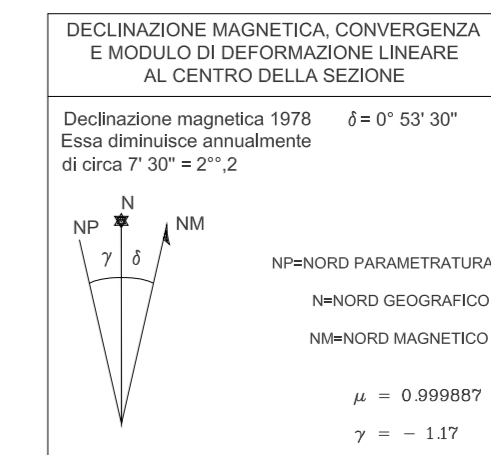 DECLINAZIONE MAGNETICA, CONVERGENZA
E MODULO DI DEFORMAZIONE LINEARE
AL CENTRO DELLA SEZIONE
Declinazione magnetica 1978 δ = 0° 53' 30"
Essa diminuisce annualmente
di circa 7' 30" = 2°°,2
N
NP NM
γ δ
NP=NORD PARAMETRATURA
N=NORD GEOGRAFICO
NM=NORD MAGNETICO
μ = 0.999887
γ = - 1.17